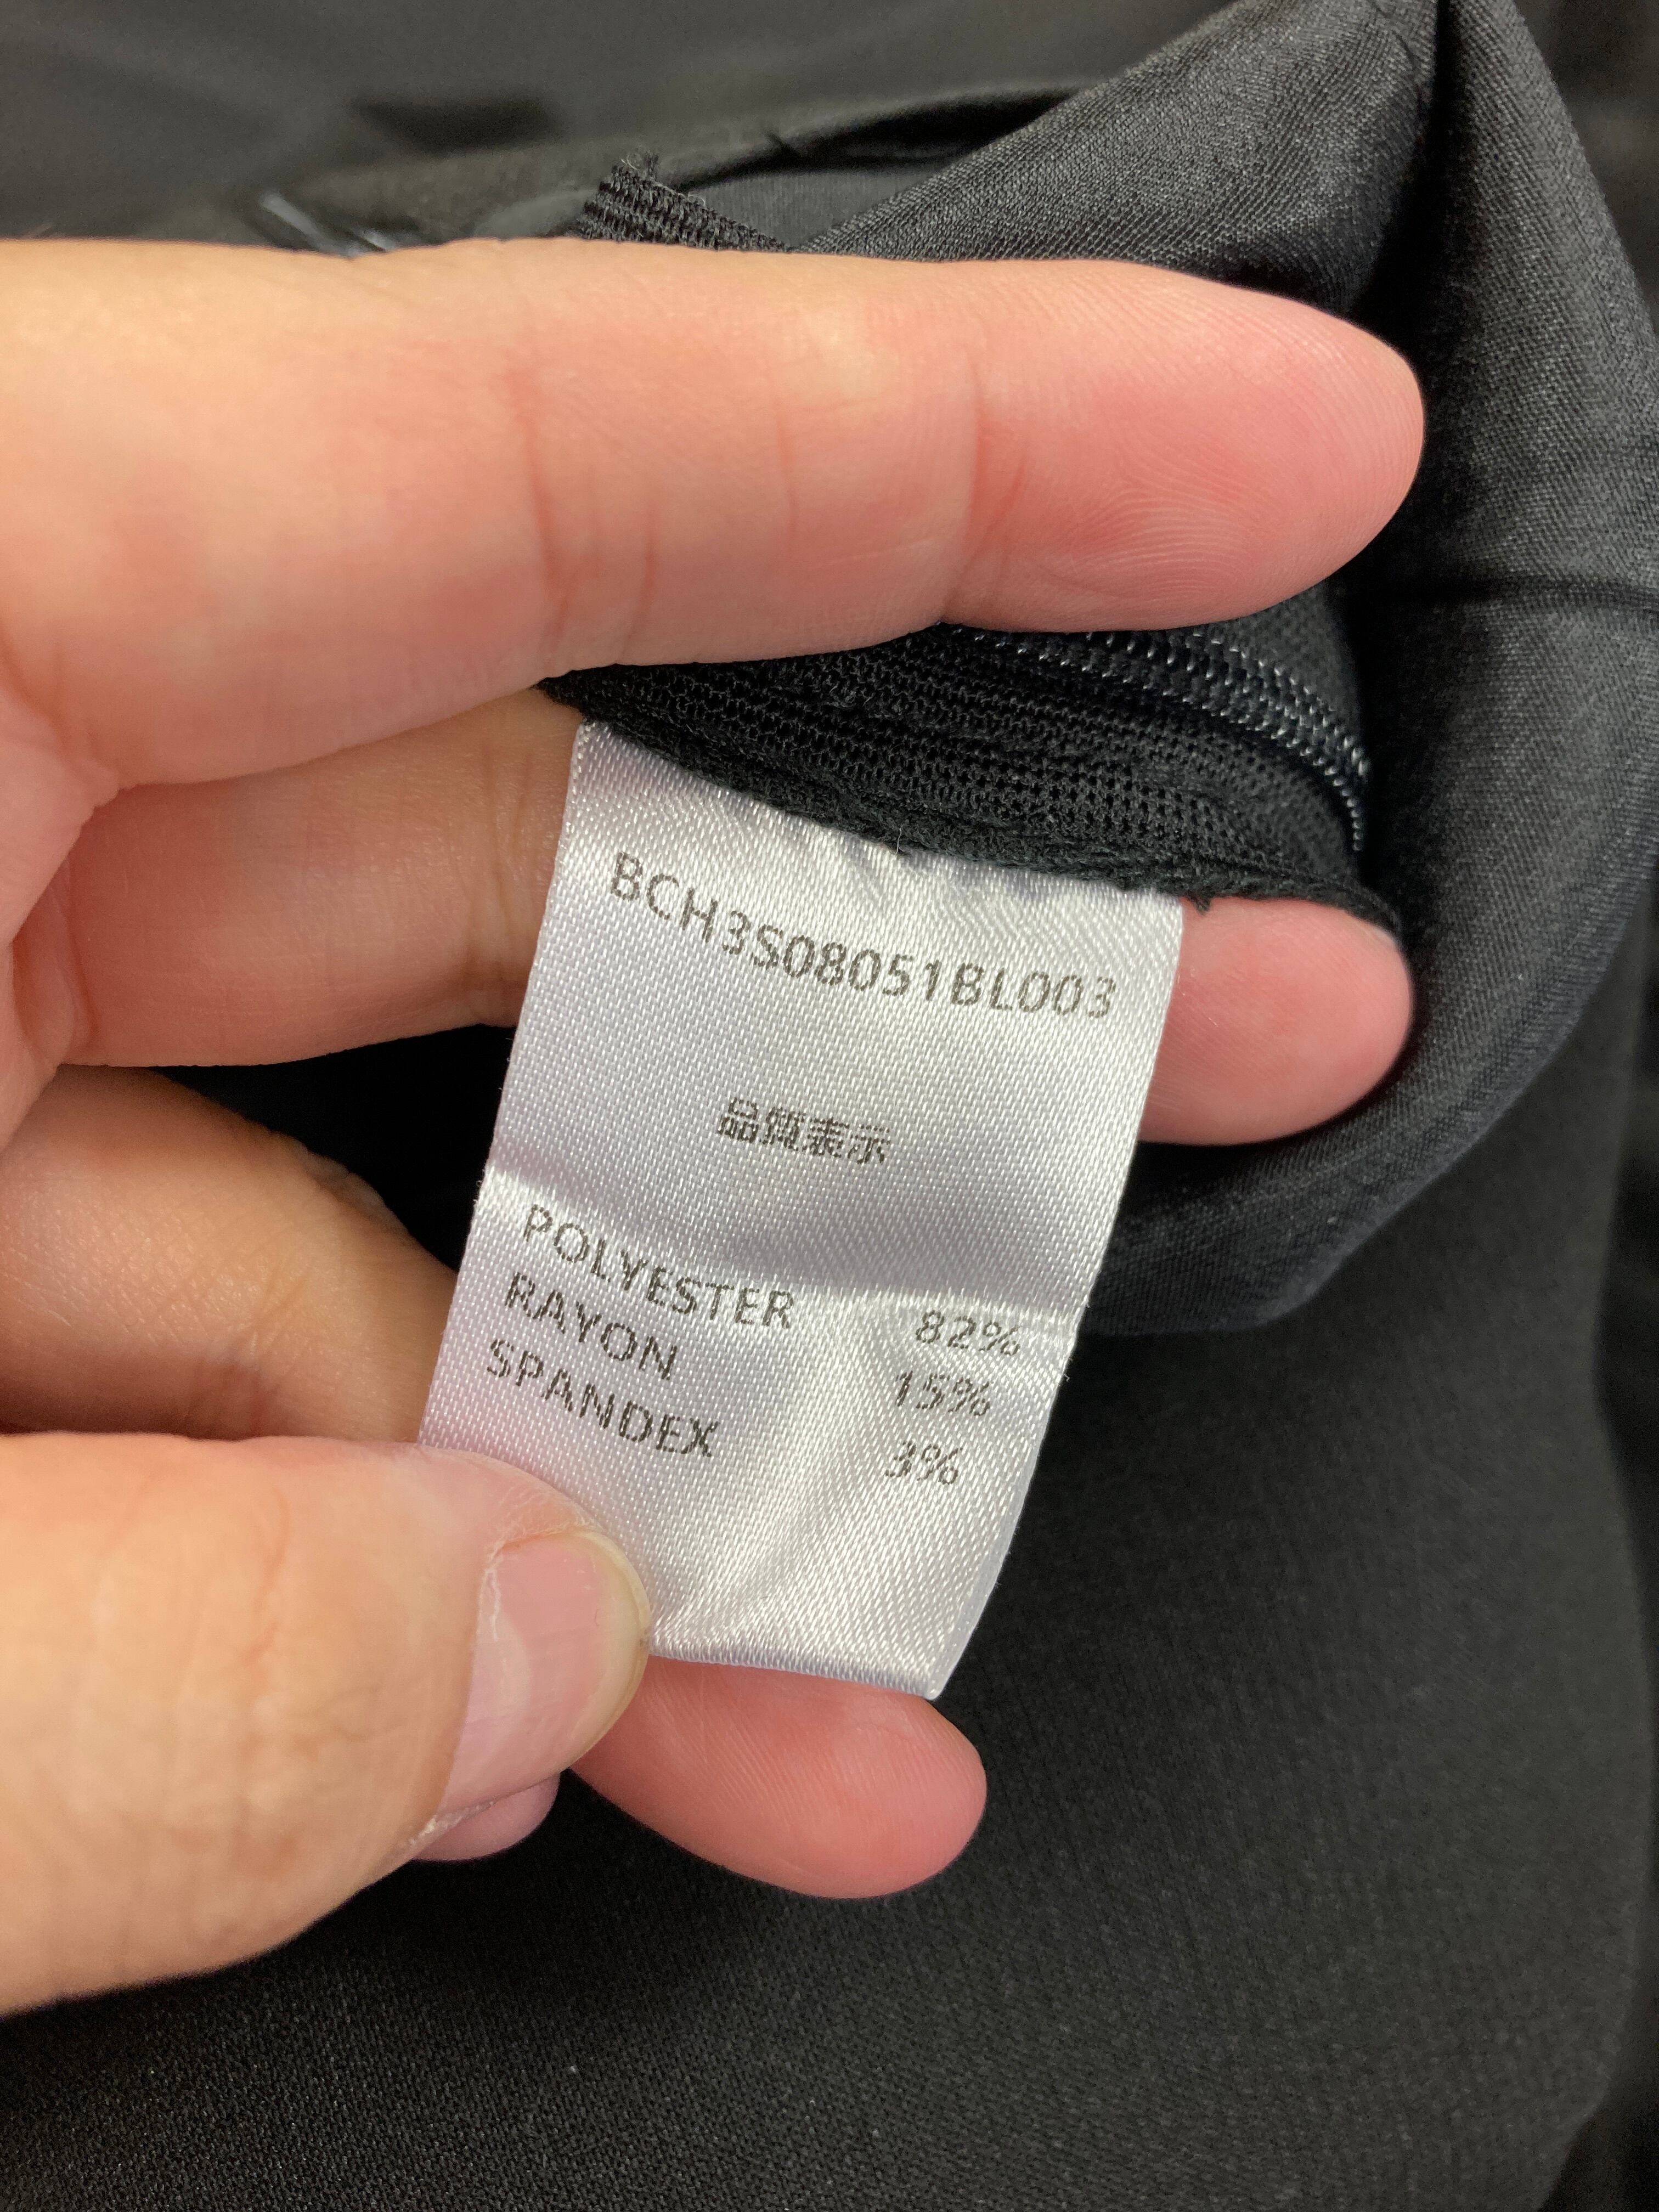 BCH3S08051BL003
品質表示
POLYESTER 82%
RAYON 15%
SPANDEX 3%